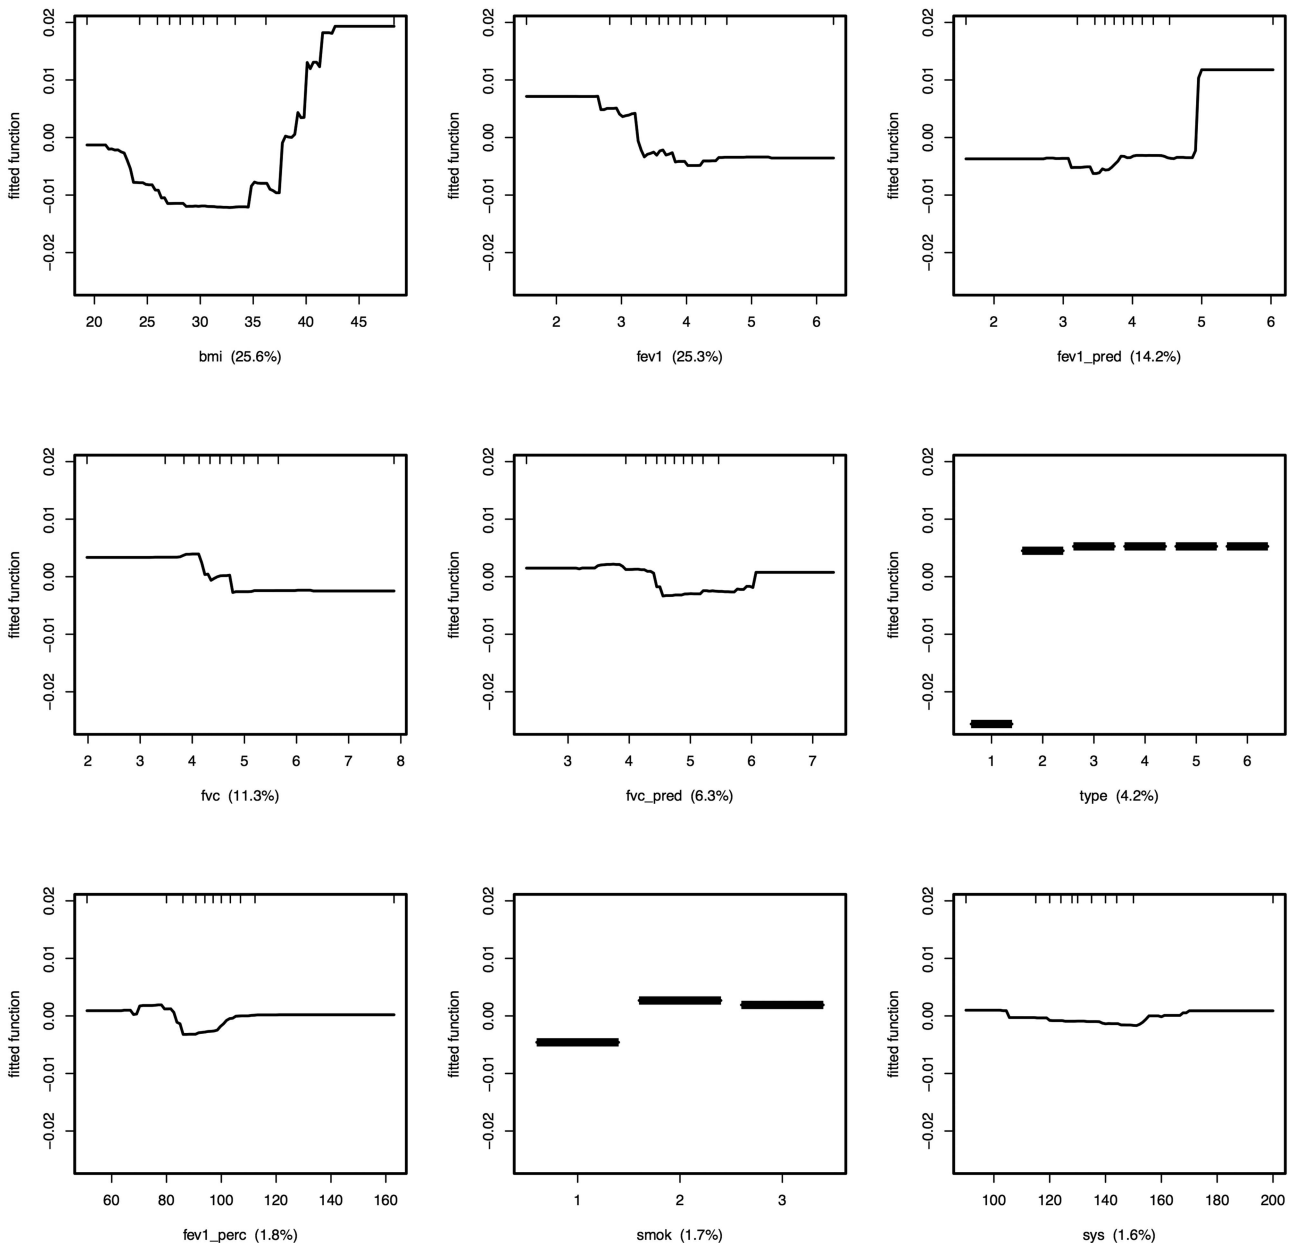 0.02
0.01
0.00
−0.01
−0.02
fitted function
20 25 30 35 40 45
bmi (25.6%)
0.02
0.01
0.00
−0.01
−0.02
fitted function
2 3 4 5 6
fev1 (25.3%)
0.02
0.01
0.00
−0.01
−0.02
fitted function
2 3 4 5 6
fev1_pred (14.2%)
0.02
0.01
0.00
−0.01
−0.02
fitted function
2 3 4 5 6 7 8
fvc (11.3%)
0.02
0.01
0.00
−0.01
−0.02
fitted function
3 4 5 6 7
fvc_pred (6.3%)
0.02
0.01
0.00
−0.01
−0.02
fitted function
1 2 3 4 5 6
type (4.2%)
0.02
0.01
0.00
−0.01
−0.02
fitted function
60 80 100 120 140 160
fev1_perc (1.8%)
0.02
0.01
0.00
−0.01
−0.02
fitted function
1 2 3
smok (1.7%)
0.02
0.01
0.00
−0.01
−0.02
fitted function
100 120 140 160 180 200
sys (1.6%)